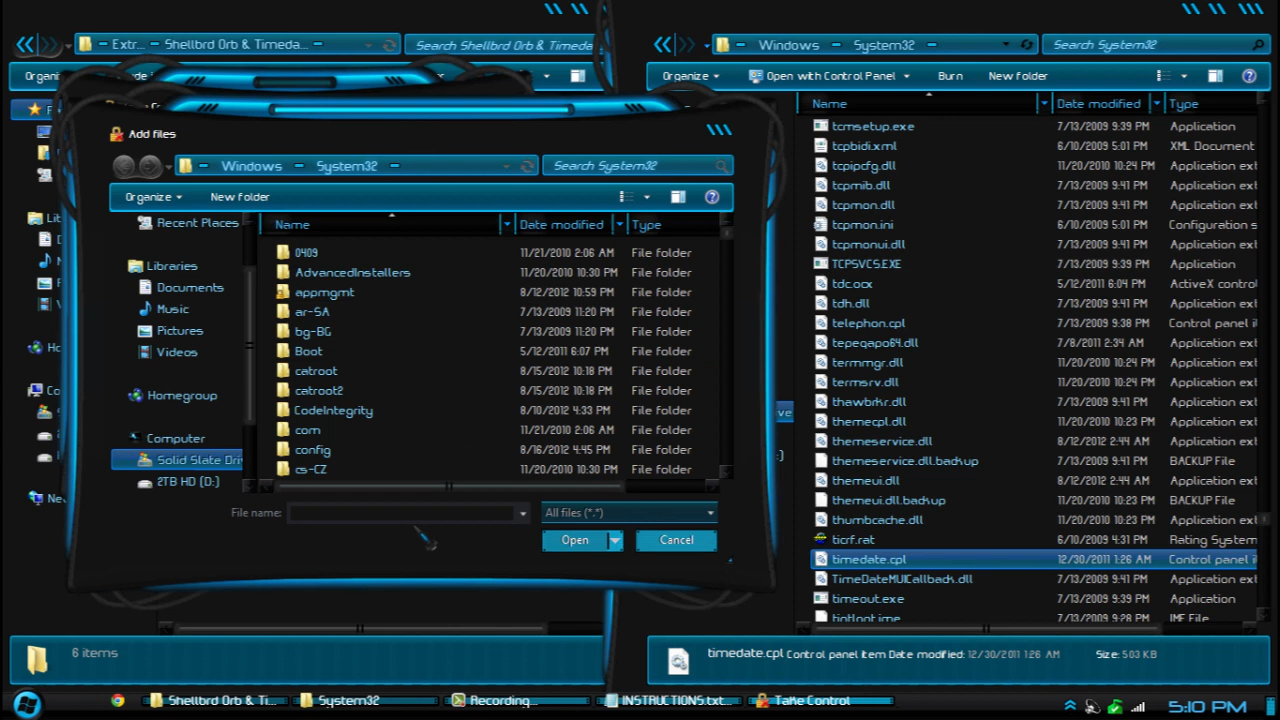 Extr... Shellbrd Orb & Timeda...
Search Shellbrd Orb & Timeda
Organi
Add files
Windows System32
Search System32
Organize
New folder
Recent Places
Libraries
Documents
Music
Pictures
Videos
Homegroup
Computer
Solid State Dri
2TB HD (D:)
Name Date modified Type
0409 11/21/2010 2:06 AM File folder
AdvancedInstallers 11/20/2010 10:30 PM File folder
appmgmt 8/12/2012 10:59 PM File folder
ar-SA 7/13/2009 11:20 PM File folder
bg-BG 7/13/2009 11:20 PM File folder
Boot 5/12/2011 6:07 PM File folder
catroot 8/15/2012 10:18 PM File folder
catroot2 8/15/2012 10:18 PM File folder
CodeIntegrity 8/10/2012 4:33 PM File folder
com 11/21/2010 2:06 AM File folder
config 8/16/2012 4:45 PM File folder
cs-CZ 11/20/2010 10:30 PM File folder
File name:
All files (*.*)
Open
Cancel
6 items
Windows System32
Search System32
Organize
Open with Control Panel
Burn
New folder
Name Date modified Type
tcmsetup.exe 7/13/2009 9:39 PM Application
tcpbidi.xml 6/10/2009 5:01 PM XML Document
tcpipcfg.dll 11/20/2010 10:24 PM Application ext
tcpmib.dll 7/13/2009 9:41 PM Application ext
tcpmon.dll 7/13/2009 9:41 PM Application ext
tcpmon.ini 6/10/2009 5:01 PM Configuration s
tcpmonui.dll 7/13/2009 9:41 PM Application ext
TCPSVCS.EXE 7/13/2009 9:39 PM Application
tdc.ocx 5/12/2011 6:04 PM ActiveX control
tdh.dll 7/13/2009 9:41 PM Application ext
telephon.cpl 7/13/2009 9:38 PM Control panel i
tepeqapo64.dll 7/8/2011 2:34 AM Application ext
termmgr.dll 11/20/2010 10:24 PM Application ext
termsrv.dll 11/20/2010 10:24 PM Application ext
thawbrkr.dll 7/13/2009 9:41 PM Application ext
themecpl.dll 11/20/2010 10:24 PM Application ext
themeservice.dll 8/12/2012 2:44 AM Application ext
themeservice.dll.backup 7/13/2009 9:41 PM BACKUP File
themeui.dll 8/12/2012 2:44 AM Application ext
themeui.dll.backup 11/20/2010 10:23 PM BACKUP File
thumbcache.dll 11/20/2010 10:23 PM Application ext
ticrf.rat 6/10/2009 4:31 PM Rating System
timedate.cpl 12/30/2011 1:26 AM Control panel i
TimeDateMUICallback.dll 7/13/2009 9:41 PM Application ext
timeout.exe 7/13/2009 9:39 PM Application
7/13/2009 9:28 PM IME File
timedate.cpl Control panel item Date modified: 12/30/2011 1:26 AM Size: 503 KB
Shellbrd Orb & Ti...
System32
Recording...
INSTRUCTIONS.txt...
Take Control
5:10 PM